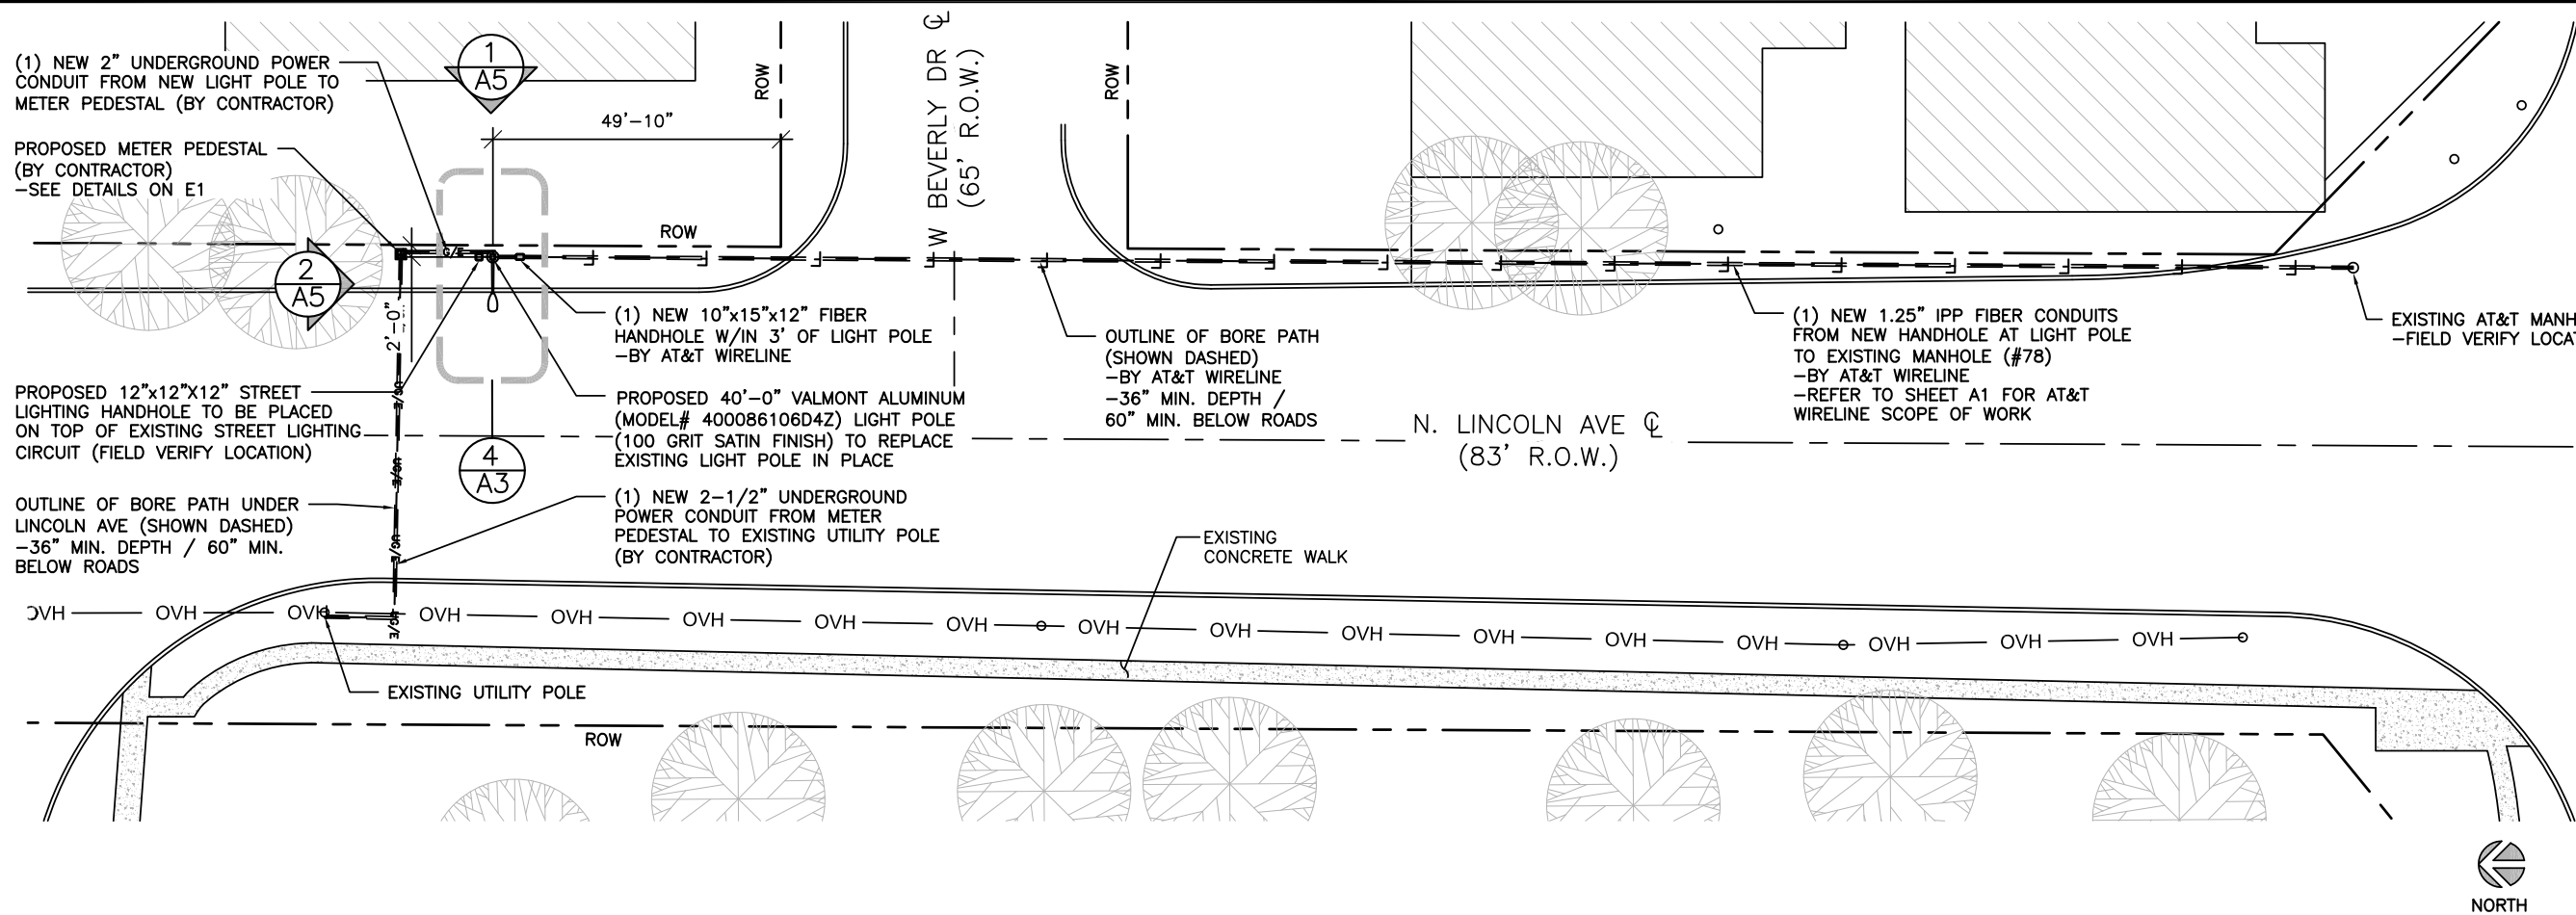 (1) NEW 2" UNDERGROUND POWER
CONDUIT FROM NEW LIGHT POLE TO
METER PEDESTAL (BY CONTRACTOR)
PROPOSED METER PEDESTAL
(BY CONTRACTOR)
-SEE DETAILS ON E1
1
A5
49'-10"
ROW
W BEVERLY DR ℄
(65' R.O.W.)
ROW
ROW
2
A5
2'-0"
(1) NEW 10"x15"x12" FIBER
HANDHOLE W/IN 3' OF LIGHT POLE
-BY AT&T WIRELINE
OUTLINE OF BORE PATH
(SHOWN DASHED)
-BY AT&T WIRELINE
-36" MIN. DEPTH /
60" MIN. BELOW ROADS
(1) NEW 1.25" IPP FIBER CONDUITS
FROM NEW HANDHOLE AT LIGHT POLE
TO EXISTING MANHOLE (#78)
-BY AT&T WIRELINE
-REFER TO SHEET A1 FOR AT&T
WIRELINE SCOPE OF WORK
EXISTING AT&T MANH
-FIELD VERIFY LOCAT
PROPOSED 12"x12"X12" STREET
LIGHTING HANDHOLE TO BE PLACED
ON TOP OF EXISTING STREET LIGHTING
CIRCUIT (FIELD VERIFY LOCATION)
PROPOSED 40'-0" VALMONT ALUMINUM
(MODEL# 400086106D4Z) LIGHT POLE
(100 GRIT SATIN FINISH) TO REPLACE
EXISTING LIGHT POLE IN PLACE
N. LINCOLN AVE ℄
(83' R.O.W.)
4
A3
UG/E
UG/E
UG/E
UG/E
OUTLINE OF BORE PATH UNDER
LINCOLN AVE (SHOWN DASHED)
-36" MIN. DEPTH / 60" MIN.
BELOW ROADS
(1) NEW 2-1/2" UNDERGROUND
POWER CONDUIT FROM METER
PEDESTAL TO EXISTING UTILITY POLE
(BY CONTRACTOR)
EXISTING
CONCRETE WALK
OVH OVH OVH OVH OVH OVH OVH OVH OVH OVH OVH OVH OVH OVH OVH OVH OVH
EXISTING UTILITY POLE
ROW
NORTH